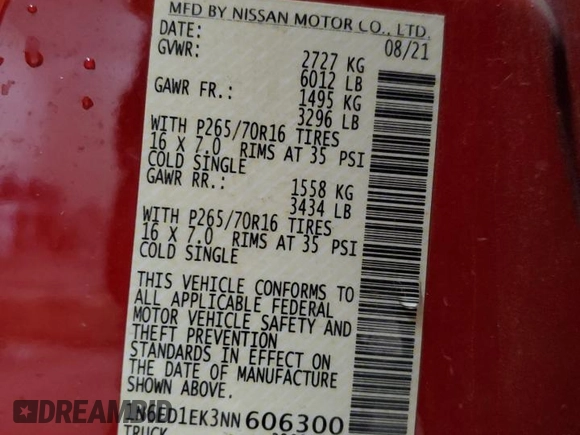 MFD BY NISSAN MOTOR CO., LTD.
DATE: 08/21
GVWR: 2727 KG
6012 LB
GAWR FR.: 1495 KG
3296 LB
WITH P265/70R16 TIRES
16 X 7.0 RIMS AT 35 PSI
COLD SINGLE
GAWR RR.: 1558 KG
3434 LB
WITH P265/70R16 TIRES
16 X 7.0 RIMS AT 35 PSI
COLD SINGLE
THIS VEHICLE CONFORMS TO
ALL APPLICABLE FEDERAL
MOTOR VEHICLE SAFETY AND
THEFT PREVENTION
STANDARDS IN EFFECT ON
THE DATE OF MANUFACTURE
SHOWN ABOVE.
1N6ED1EK3NN606300
TRUCK
DREAMBID